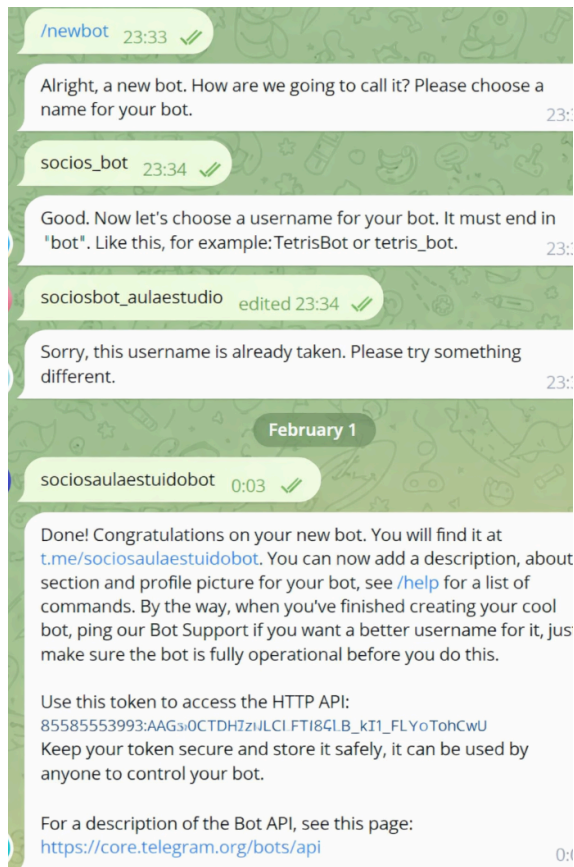 /newbot 23:33
Alright, a new bot. How are we going to call it? Please choose a
name for your bot.
socios_bot 23:34
Good. Now let's choose a username for your bot. It must end in
"bot". Like this, for example: TetrisBot or tetris_bot.
sociosbot_aulaestudio edited 23:34
Sorry, this username is already taken. Please try something
different.
February 1
sociosaulaestuidobot 0:03
Done! Congratulations on your new bot. You will find it at
t.me/sociosaulaestuidobot. You can now add a description, about
section and profile picture for your bot, see /help for a list of
commands. By the way, when you've finished creating your cool
bot, ping our Bot Support if you want a better username for it, just
make sure the bot is fully operational before you do this.
Use this token to access the HTTP API:
Keep your token secure and store it safely, it can be used by
anyone to control your bot.
For a description of the Bot API, see this page:
https://core.telegram.org/bots/api